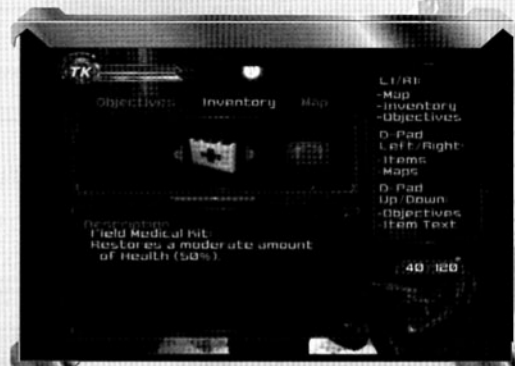 TK
Objectives Inventory Map
Description:
Field Medical Kit:
Restores a moderate amount
of Health (50%).
L1/R1:
-Map
-Inventory
-Objectives
D-Pad
Left/Right:
-Items
-Maps
D-Pad
Up/Down:
-Objectives
-Item Text
40 120